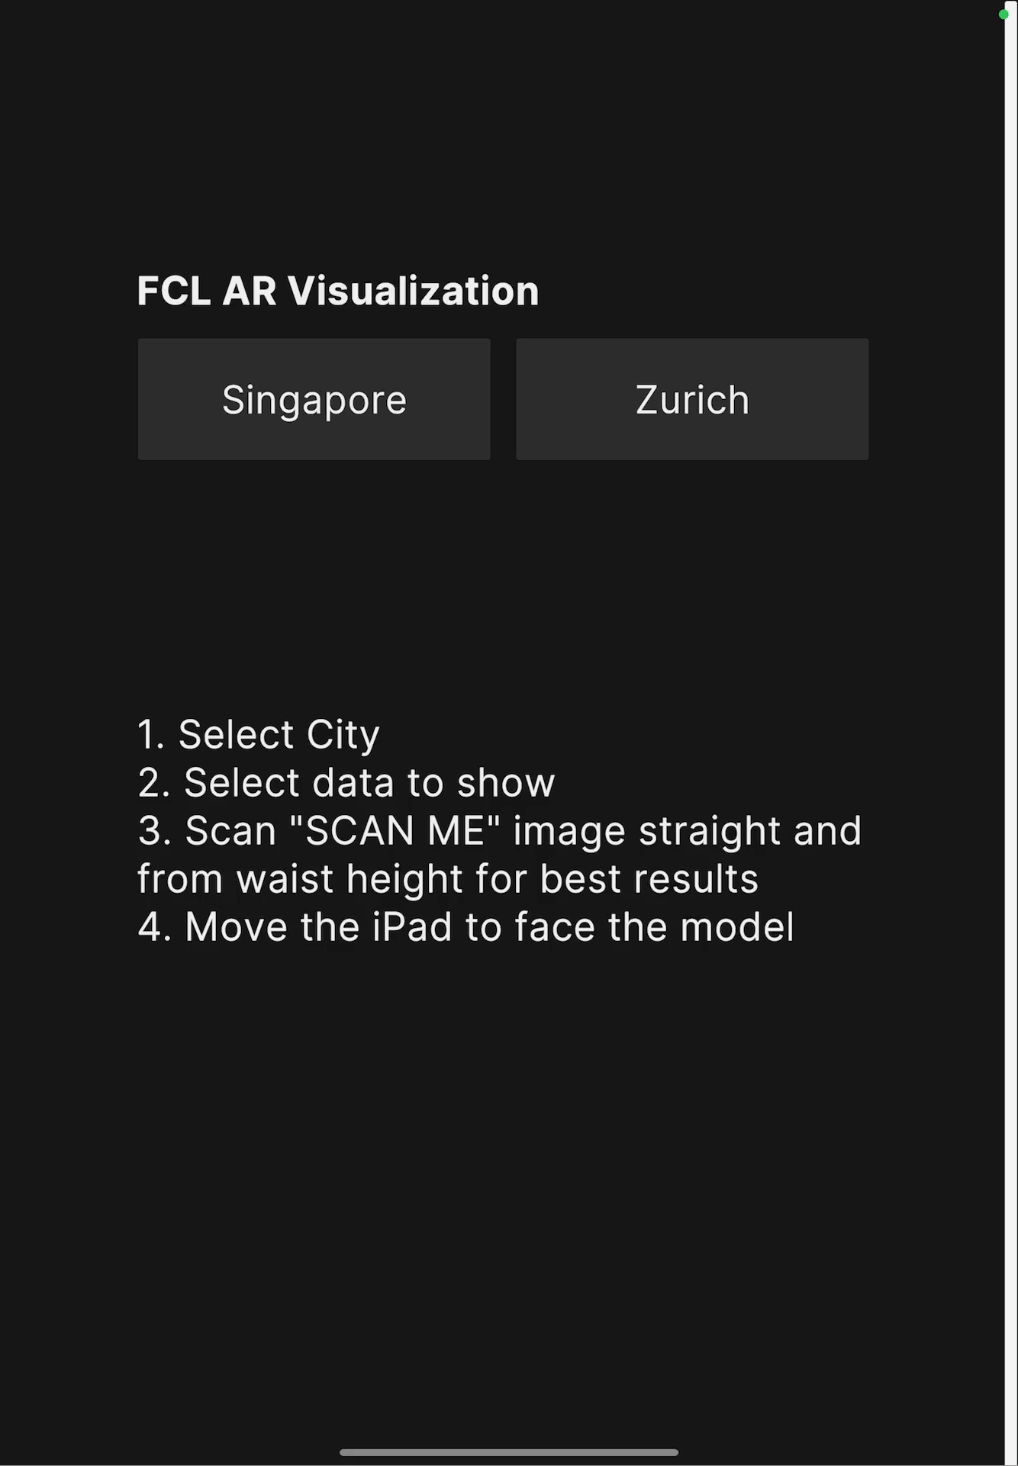 FCL AR Visualization
Singapore
Zurich
1. Select City
2. Select data to show
3. Scan "SCAN ME" image straight and
from waist height for best results
4. Move the iPad to face the model